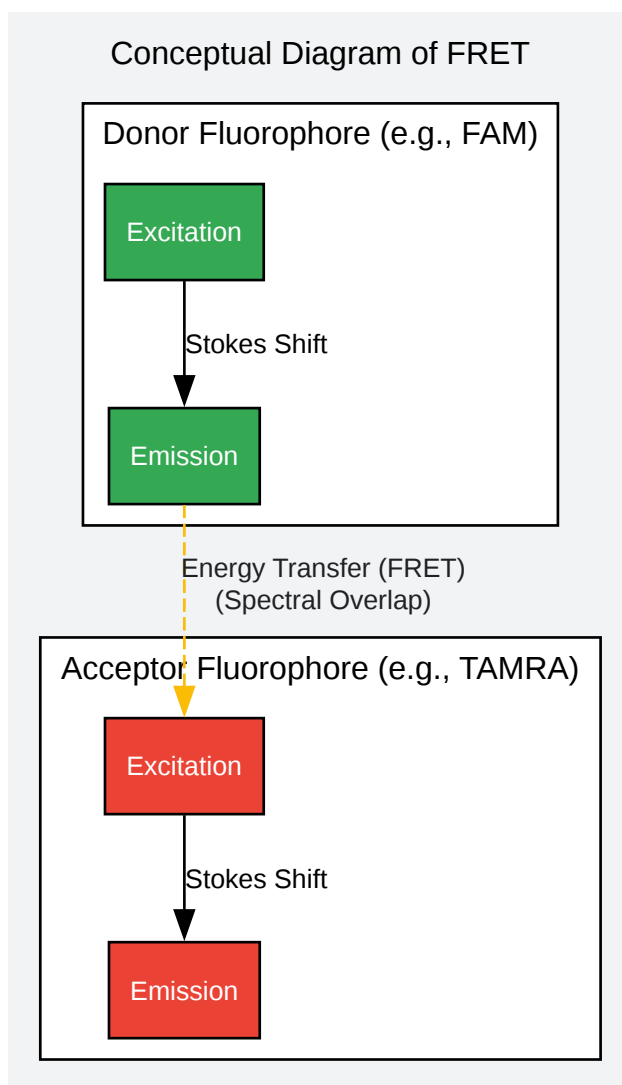 Conceptual Diagram of FRET
Donor Fluorophore (e.g., FAM)
Excitation
Stokes Shift
Emission
Energy Transfer (FRET)
(Spectral Overlap)
Acceptor Fluorophore (e.g., TAMRA)
Excitation
Stokes Shift
Emission